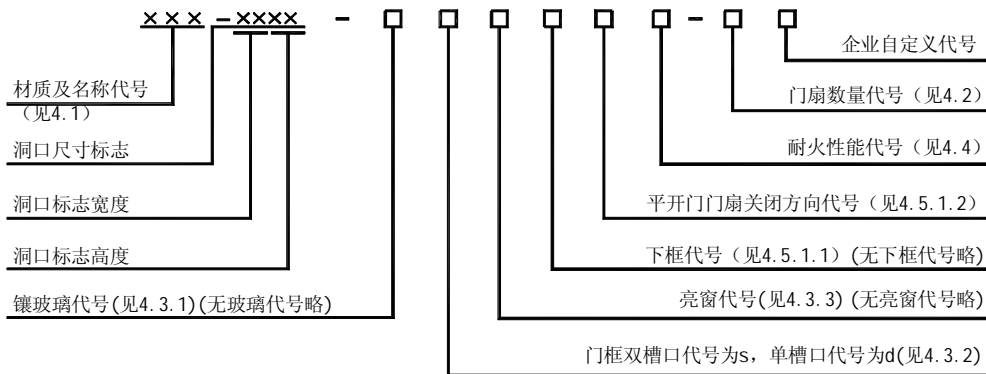 ×××-××××-□□□□□□-□□
企业自定义代号
材质及名称代号
（见4.1）
门扇数量代号（见4.2）
洞口尺寸标志
耐火性能代号（见4.4）
洞口标志宽度
平开门门扇关闭方向代号（见4.5.1.2）
洞口标志高度
下框代号（见4.5.1.1）(无下框代号略)
镶玻璃代号(见4.3.1)(无玻璃代号略)
亮窗代号(见4.3.3) (无亮窗代号略)
门框双槽口代号为s，单槽口代号为d(见4.3.2)